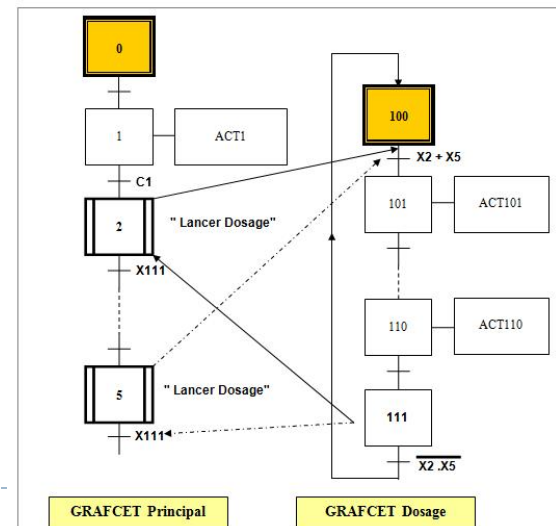 0
1
ACT1
C1
2
" Lancer Dosage"
X111
5
" Lancer Dosage"
X111
GRAFCET Principal
100
X2 + X5
101
ACT101
110
ACT110
111
X2 .X5
GRAFCET Dosage